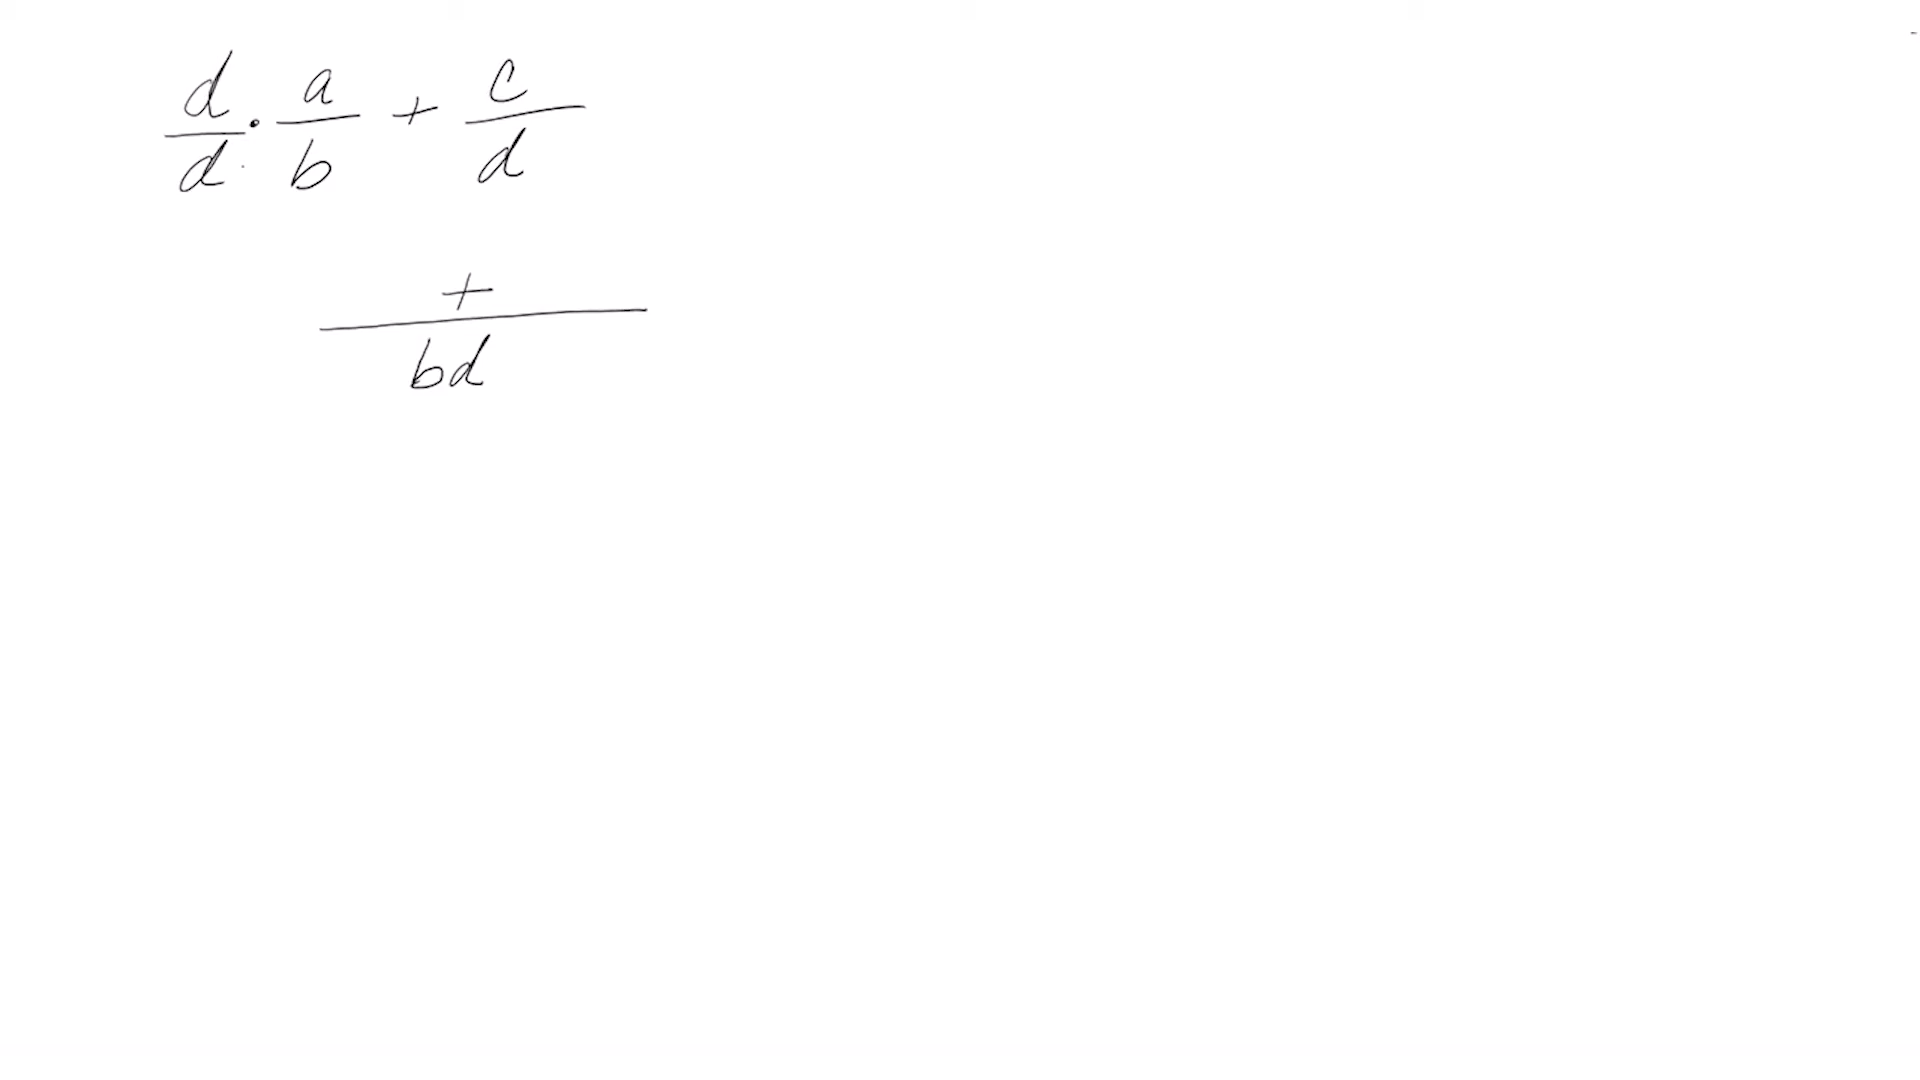 d/d · a/b + c/d
+/bd